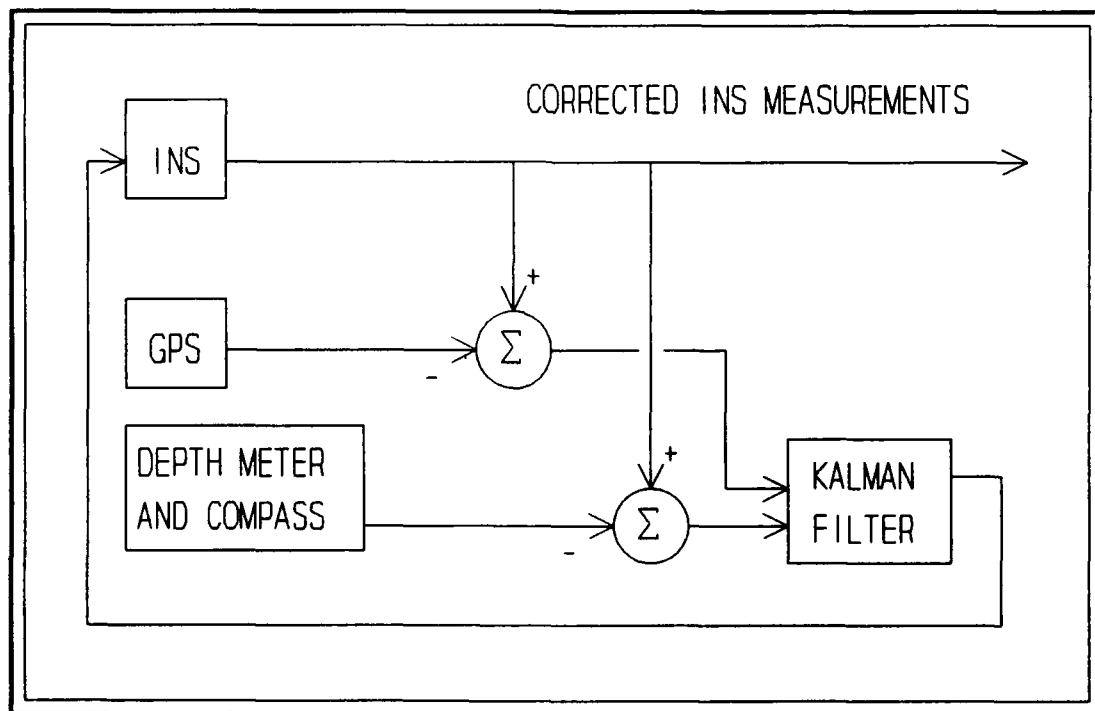 CORRECTED INS MEASUREMENTS
INS
+
GPS
Σ
-
DEPTH METER
AND COMPASS
+
Σ
-
KALMAN
FILTER